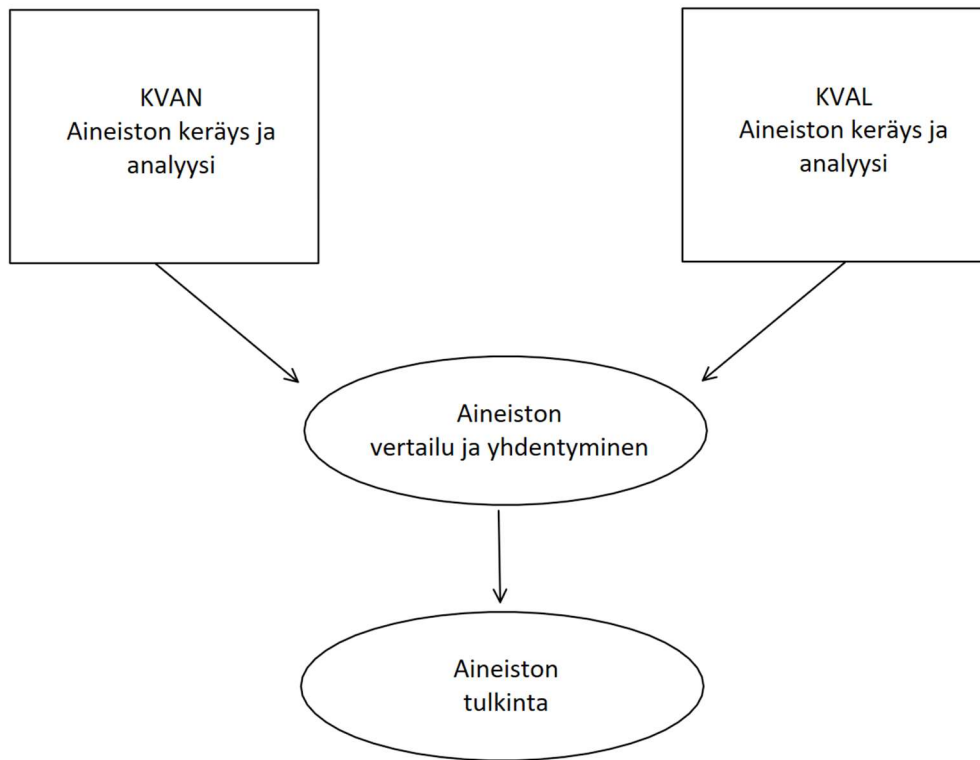 KVAN
Aineiston keräys ja
analyysi
KVAL
Aineiston keräys ja
analyysi
Aineiston
vertailu ja yhdentyminen
Aineiston
tulkinta